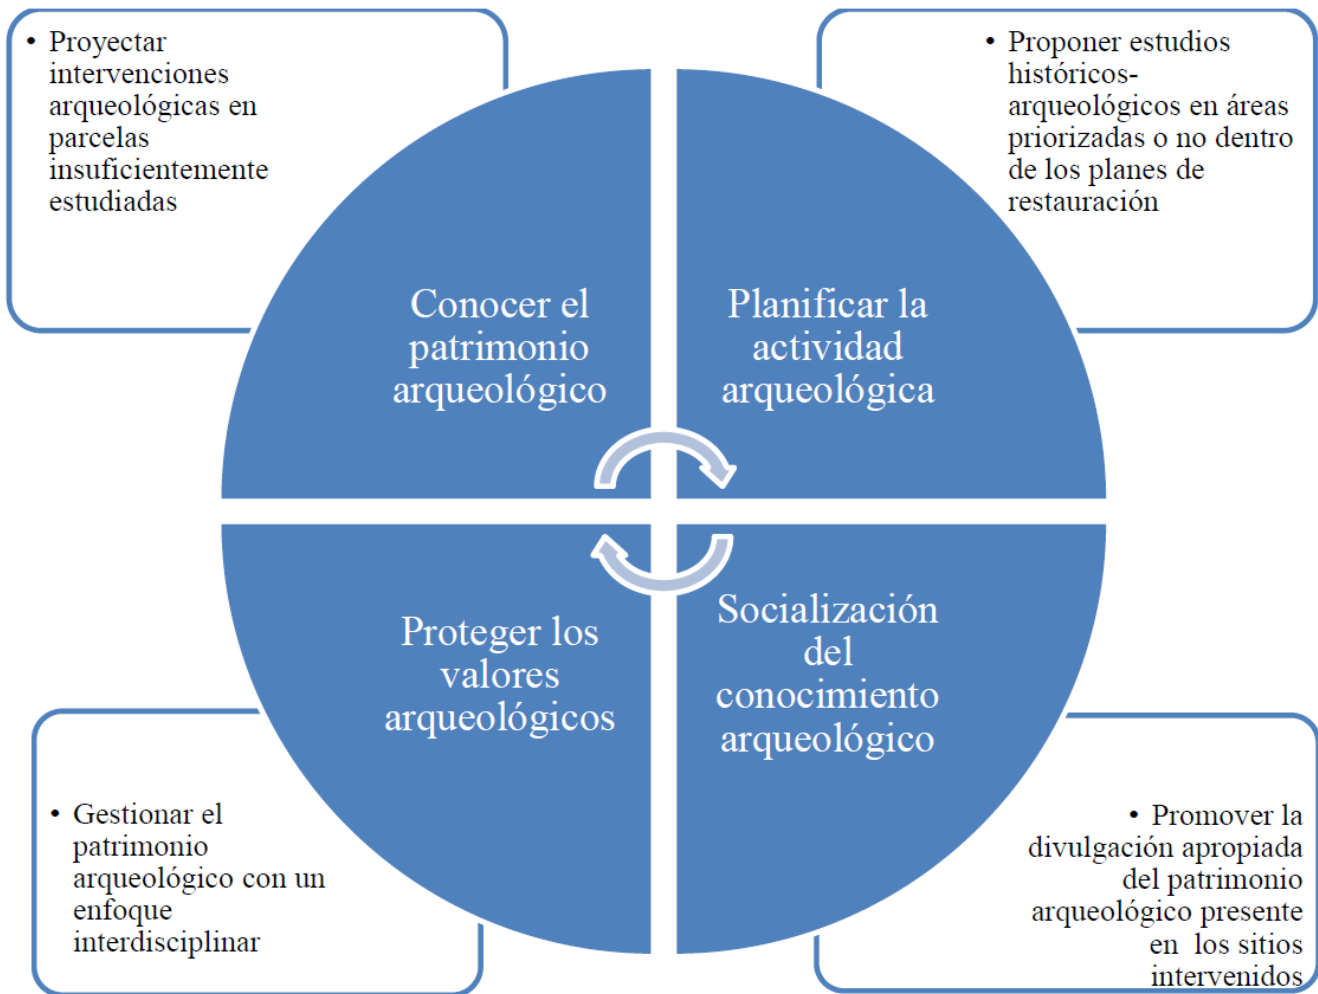 • Proyectar
intervenciones
arqueológicas en
parcelas
insuficientemente
estudiadas
• Proponer estudios
históricos-
arqueológicos en áreas
priorizadas o no dentro
de los planes de
restauración
Conocer el
patrimonio
arqueológico
Planificar la
actividad
arqueológica
Proteger los
valores
arqueológicos
Socialización
del
conocimiento
arqueológico
• Gestionar el
patrimonio
arqueológico con un
enfoque
interdisciplinar
• Promover la
divulgación apropiada
del patrimonio
arqueológico presente
en los sitios
intervenidos